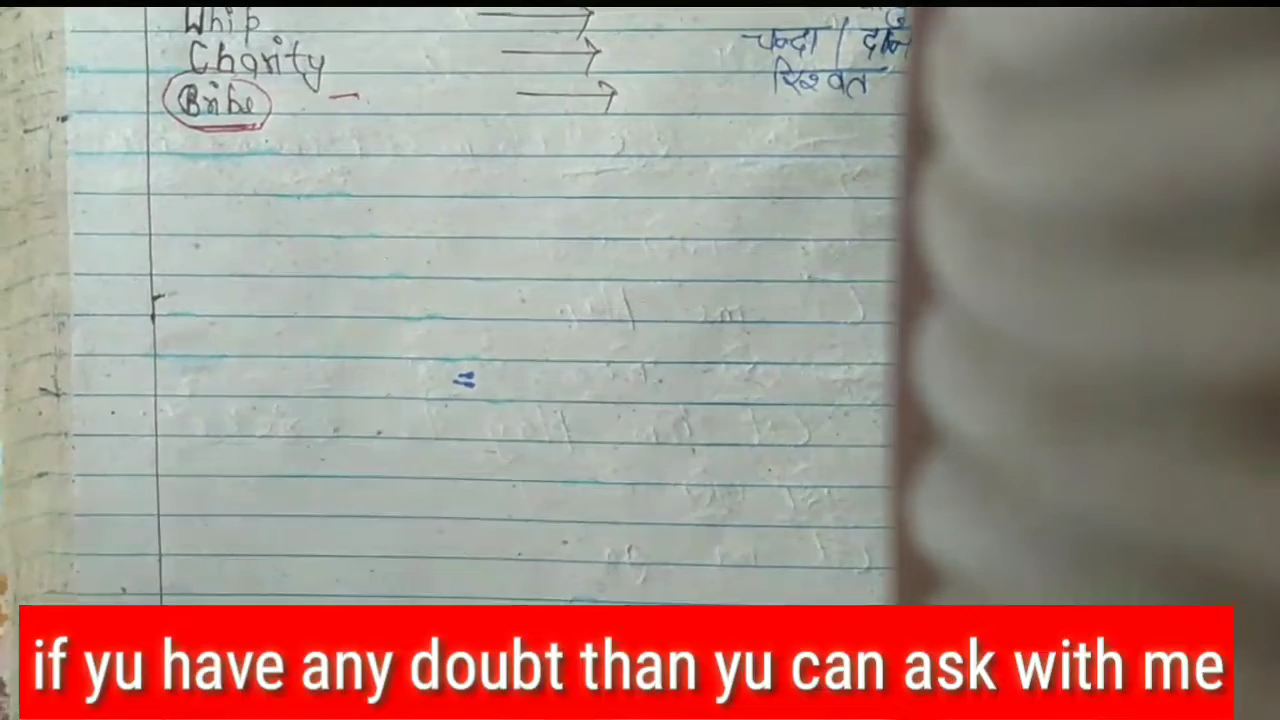 Whip →
Charity → चन्दा / दान
Bribe – → रिश्वत
=
if yu have any doubt than yu can ask with me